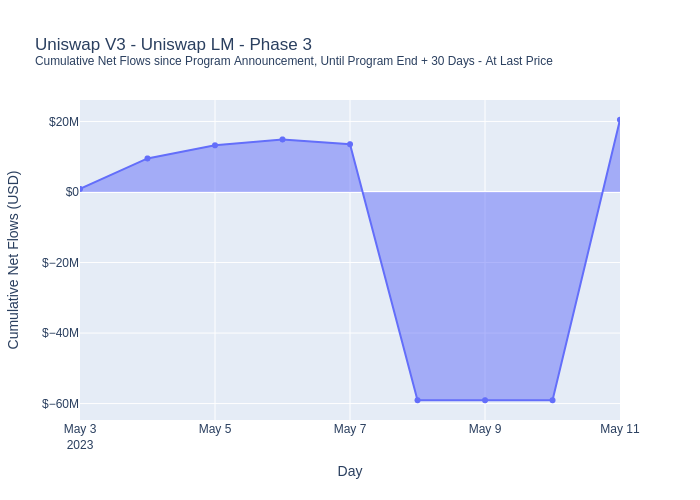 Uniswap V3 - Uniswap LM - Phase 3
Cumulative Net Flows since Program Announcement, Until Program End + 30 Days - At Last Price
Cumulative Net Flows (USD)
$20M
$0
$−20M
$−40M
$−60M
May 3
2023
May 5
May 7
May 9
May 11
Day